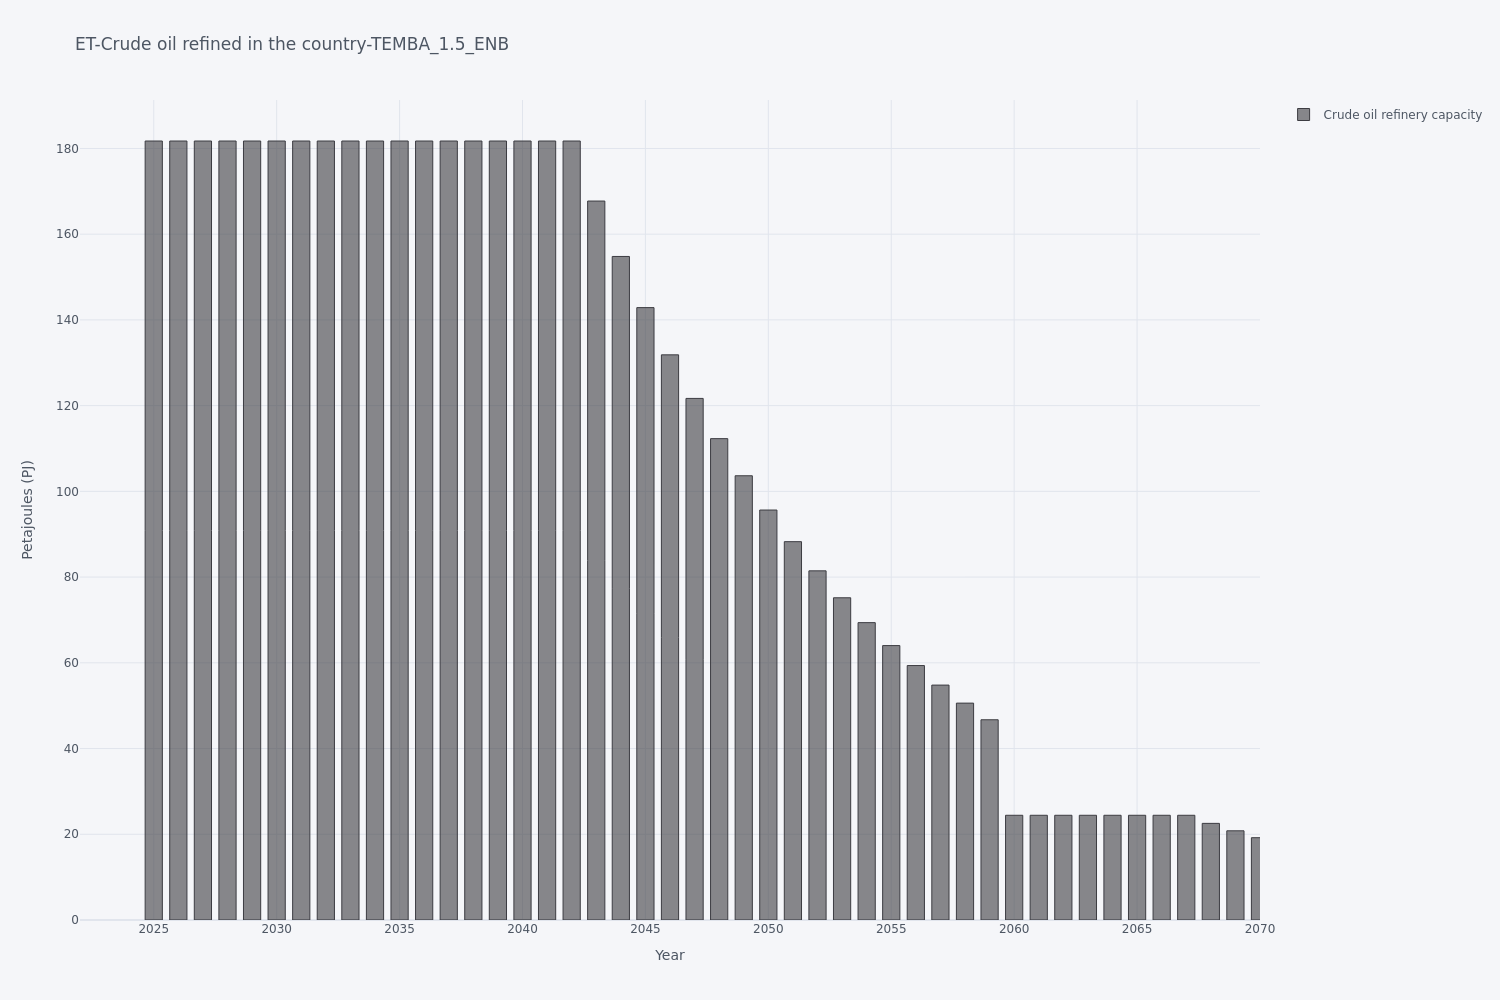 ET-Crude oil refined in the country-TEMBA_1.5_ENB
Crude oil refinery capacity
180
160
140
120
100
80
60
40
20
0
Petajoules (PJ)
2025 2030 2035 2040 2045 2050 2055 2060 2065 2070
Year